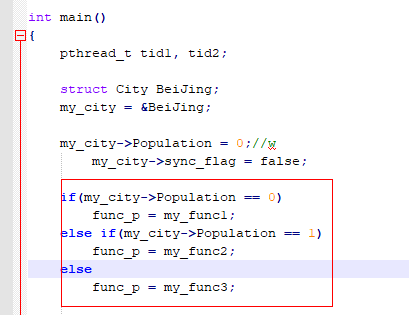 int main()
{
pthread_t tid1, tid2;
struct City BeiJing;
my_city = &BeiJing;
my_city->Population = 0;//w
my_city->sync_flag = false;
if(my_city->Population == 0)
func_p = my_func1;
else if(my_city->Population == 1)
func_p = my_func2;
else
func_p = my_func3;